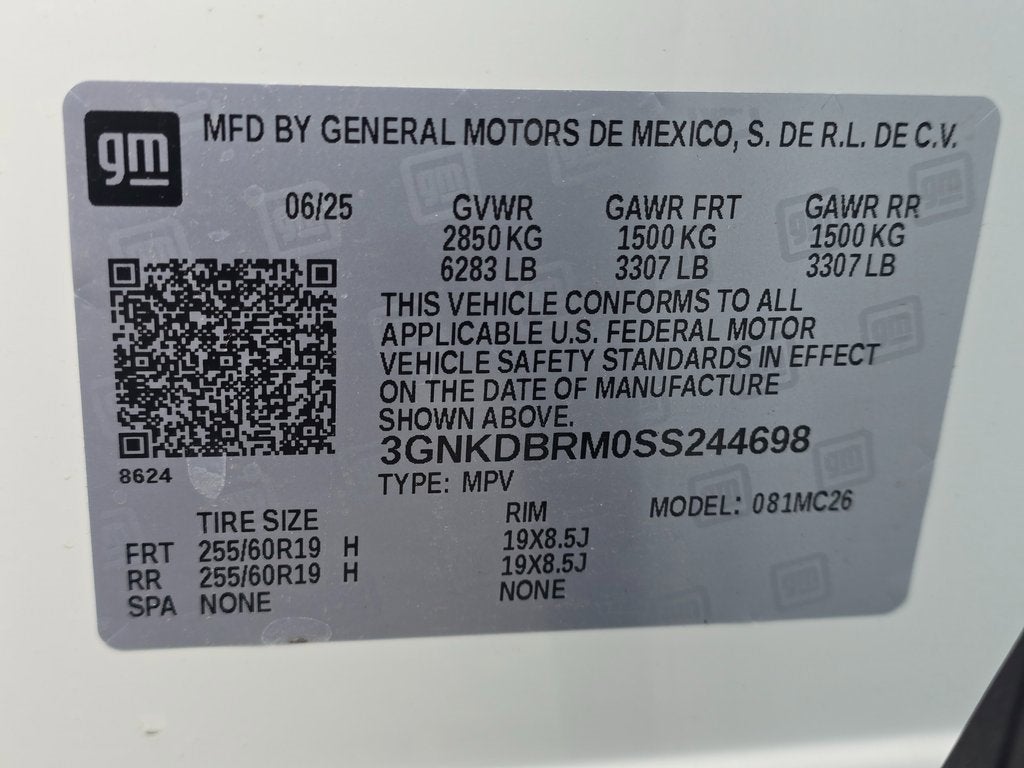 gm MFD BY GENERAL MOTORS DE MEXICO, S. DE R.L. DE C.V.
06/25 GVWR GAWR FRT GAWR RR
2850 KG 1500 KG 1500 KG
6283 LB 3307 LB 3307 LB
THIS VEHICLE CONFORMS TO ALL
APPLICABLE U.S. FEDERAL MOTOR
VEHICLE SAFETY STANDARDS IN EFFECT
ON THE DATE OF MANUFACTURE
SHOWN ABOVE.
3GNKDBRM0SS244698
8624
TYPE: MPV
MODEL: 081MC26
TIRE SIZE RIM
FRT 255/60R19 H 19X8.5J
RR 255/60R19 H 19X8.5J
SPA NONE NONE